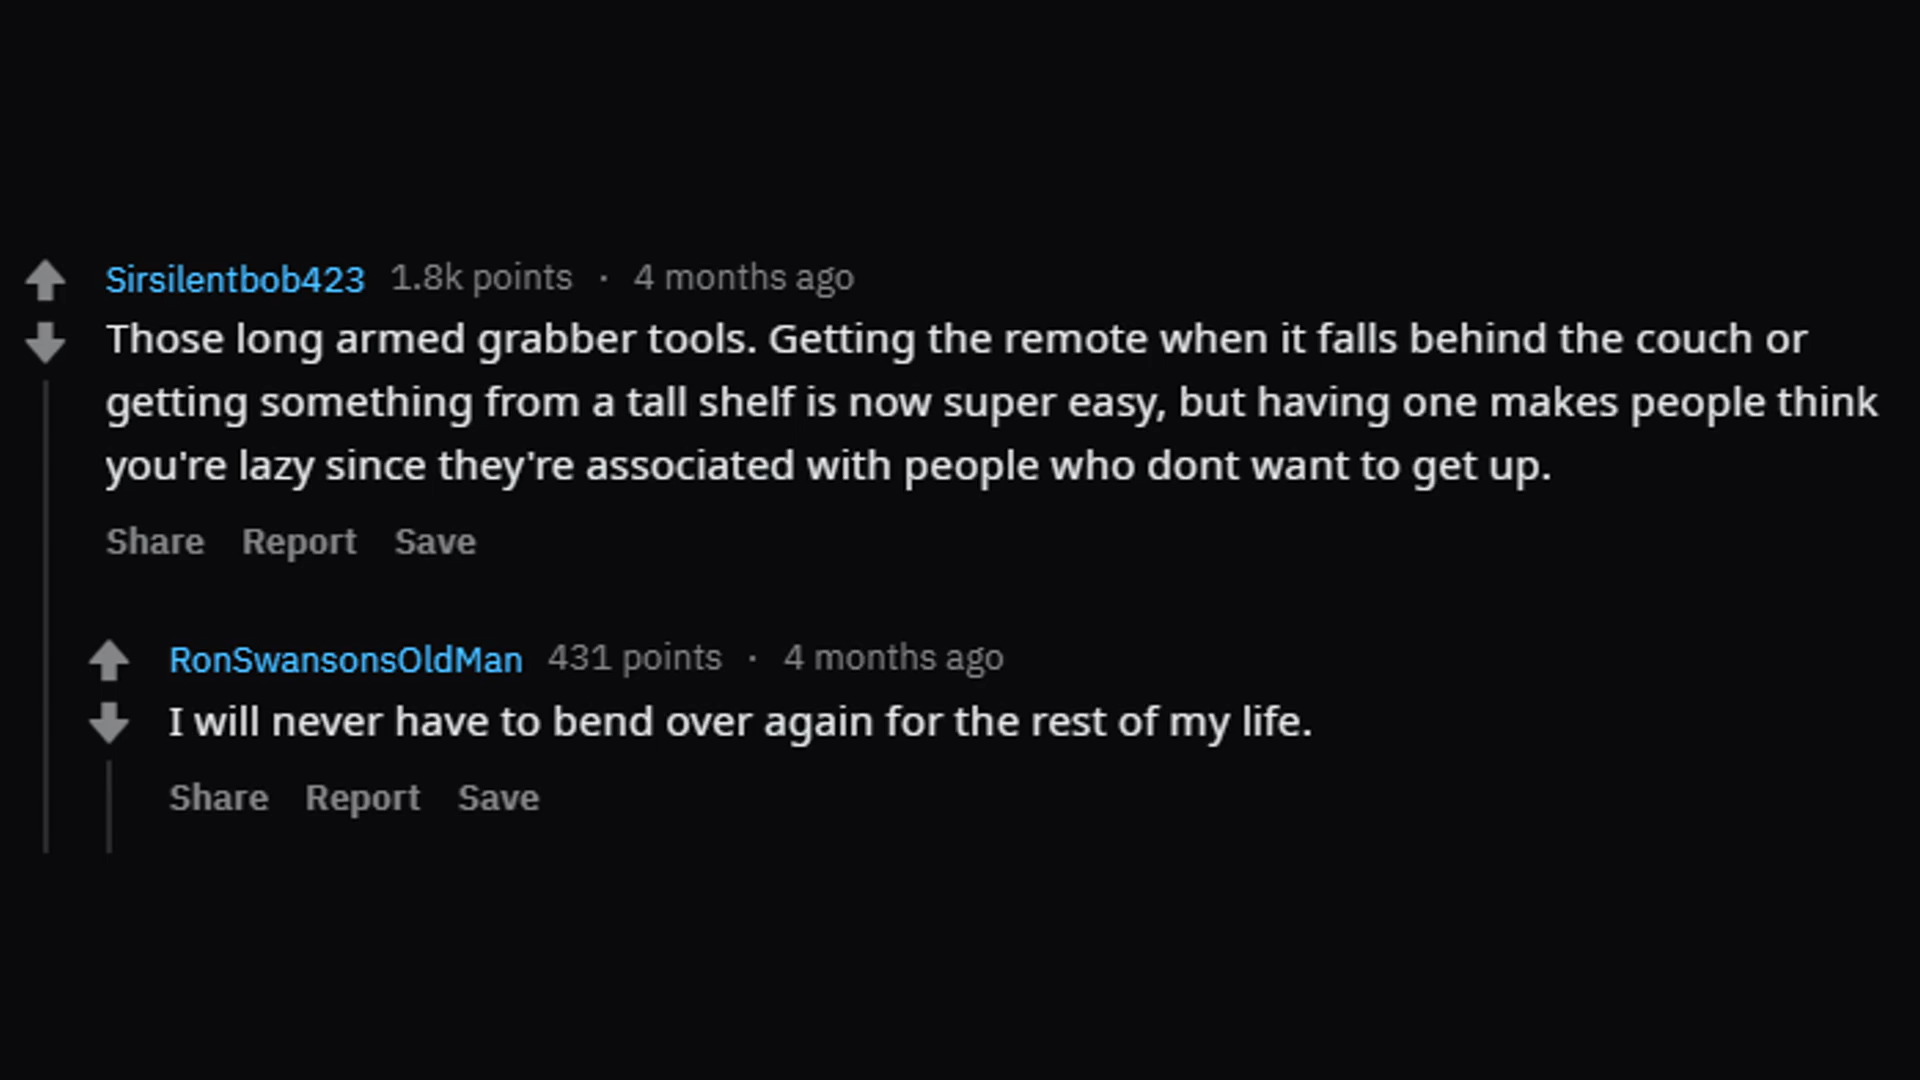 Sirsilentbob423 1.8k points · 4 months ago
Those long armed grabber tools. Getting the remote when it falls behind the couch or
getting something from a tall shelf is now super easy, but having one makes people think
you're lazy since they're associated with people who dont want to get up.
Share Report Save
RonSwansonsOldMan 431 points · 4 months ago
I will never have to bend over again for the rest of my life.
Share Report Save